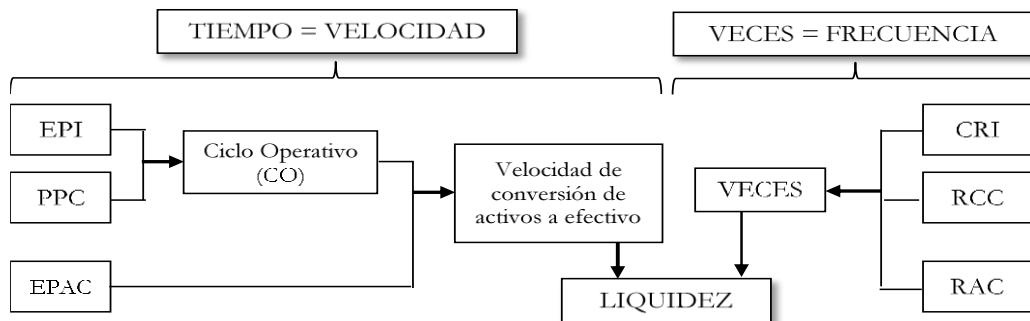 TIEMPO = VELOCIDAD
VECES = FRECUENCIA
EPI
PPC
EPAC
Ciclo Operativo
(CO)
Velocidad de
conversión de
activos a efectivo
VECES
CRI
RCC
RAC
LIQUIDEZ